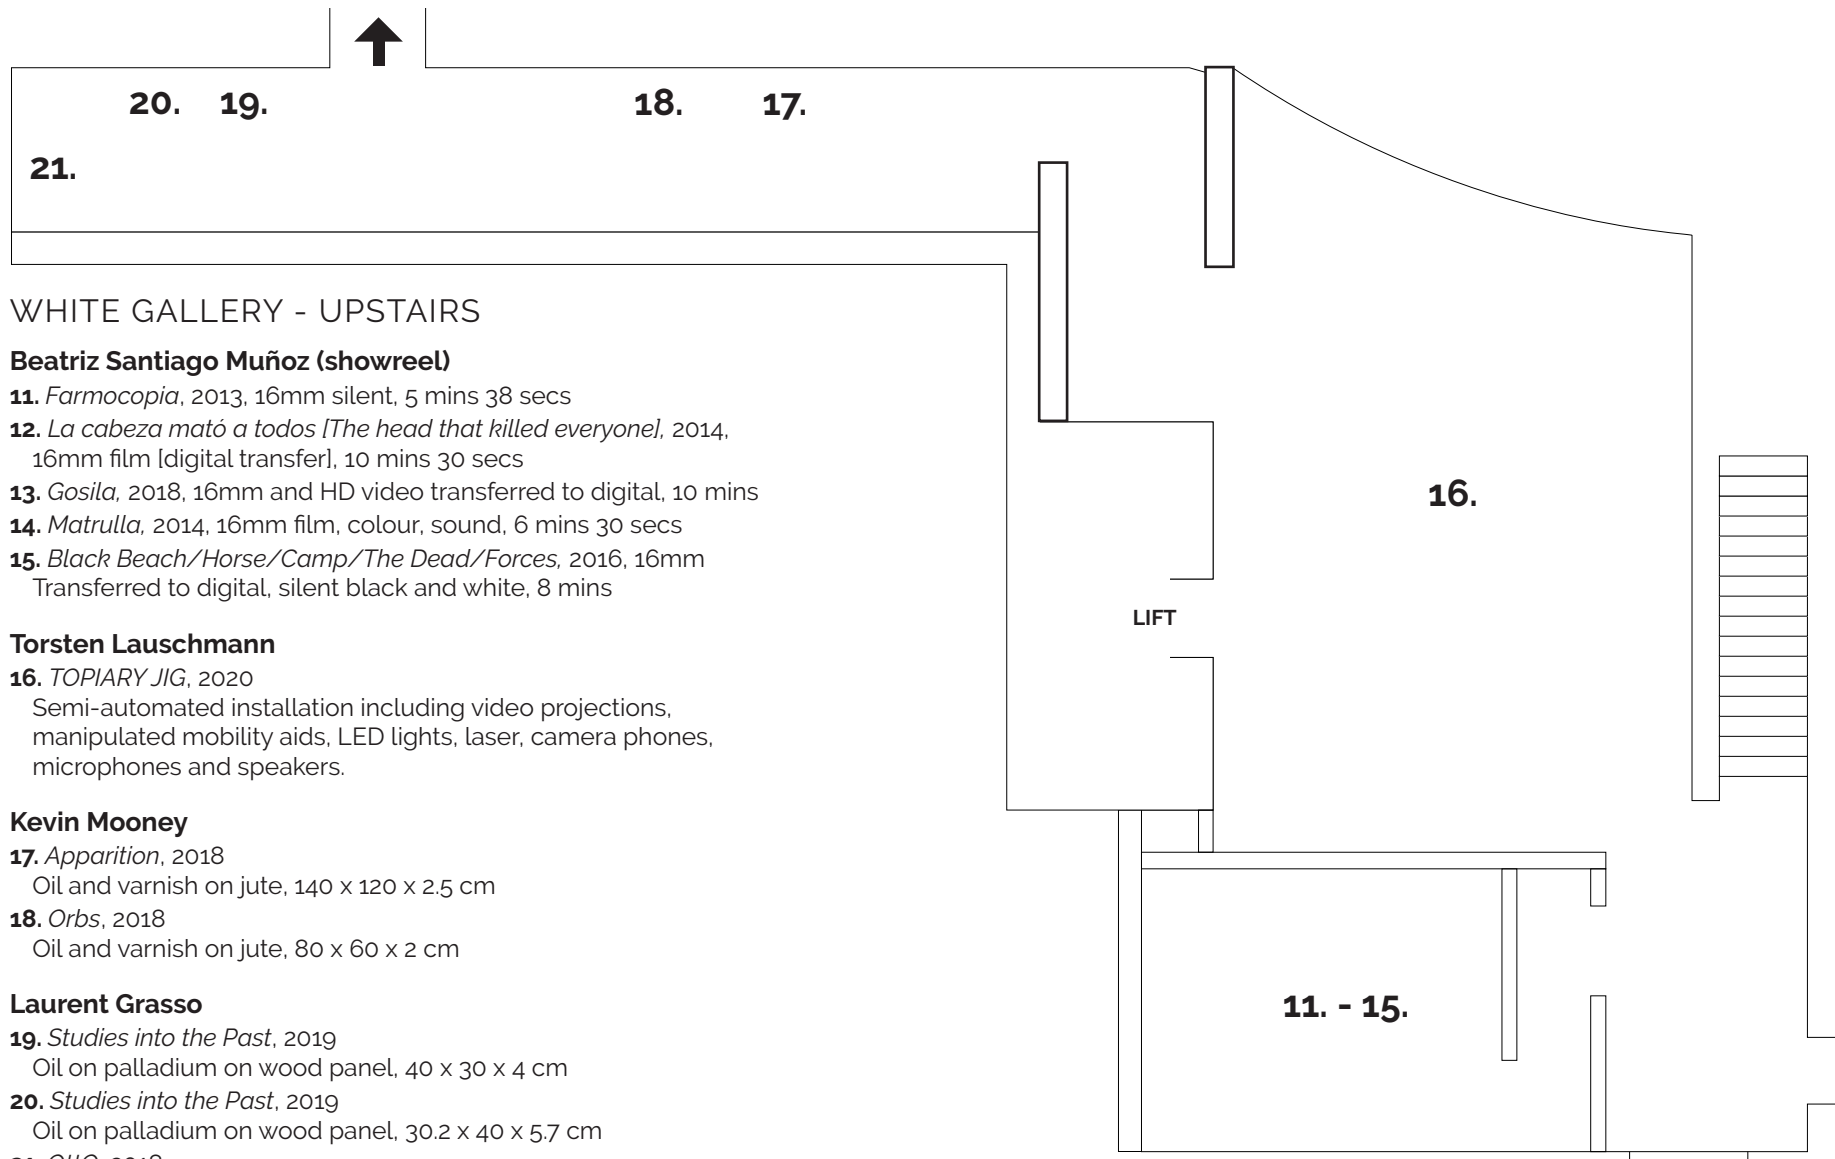 20. 19. 18. 17.
21.
WHITE GALLERY - UPSTAIRS
Beatriz Santiago Muñoz (showreel)
11. Farmocopia, 2013, 16mm silent, 5 mins 38 secs
12. La cabeza mató a todos [The head that killed everyone], 2014,
16mm film [digital transfer], 10 mins 30 secs
13. Gosila, 2018, 16mm and HD video transferred to digital, 10 mins
14. Matrulla, 2014, 16mm film, colour, sound, 6 mins 30 secs
15. Black Beach/Horse/Camp/The Dead/Forces, 2016, 16mm
Transferred to digital, silent black and white, 8 mins
Torsten Lauschmann
16. TOPIARY JIG, 2020
Semi-automated installation including video projections,
manipulated mobility aids, LED lights, laser, camera phones,
microphones and speakers.
Kevin Mooney
17. Apparition, 2018
Oil and varnish on jute, 140 x 120 x 2.5 cm
18. Orbs, 2018
Oil and varnish on jute, 80 x 60 x 2 cm
Laurent Grasso
19. Studies into the Past, 2019
Oil on palladium on wood panel, 40 x 30 x 4 cm
20. Studies into the Past, 2019
Oil on palladium on wood panel, 30.2 x 40 x 5.7 cm
16.
LIFT
11. - 15.